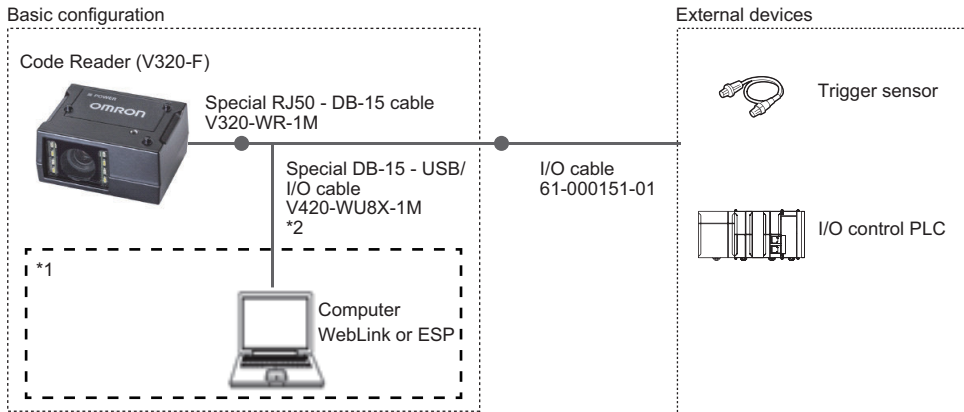 Basic configuration
External devices
Code Reader (V320-F)
POWER
OMRON
Special RJ50 - DB-15 cable
V320-WR-1M
Special DB-15 - USB/
I/O cable
V420-WU8X-1M
*2
I/O cable
61-000151-01
Trigger sensor
I/O control PLC
*1
Computer
WebLink or ESP